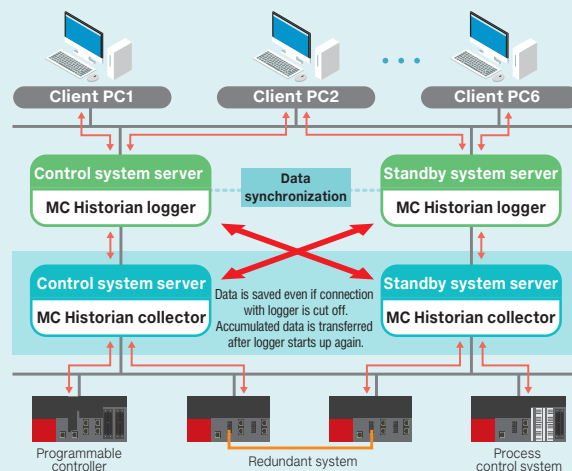 Client PC1
Client PC2
Client PC6
Control system server
MC Historian logger
Data
synchronization
Standby system server
MC Historian logger
Control system server
MC Historian collector
Data is saved even if connection
with logger is cut off.
Accumulated data is transferred
after logger starts up again.
Standby system server
MC Historian collector
Programmable
controller
Redundant system
Process
control system